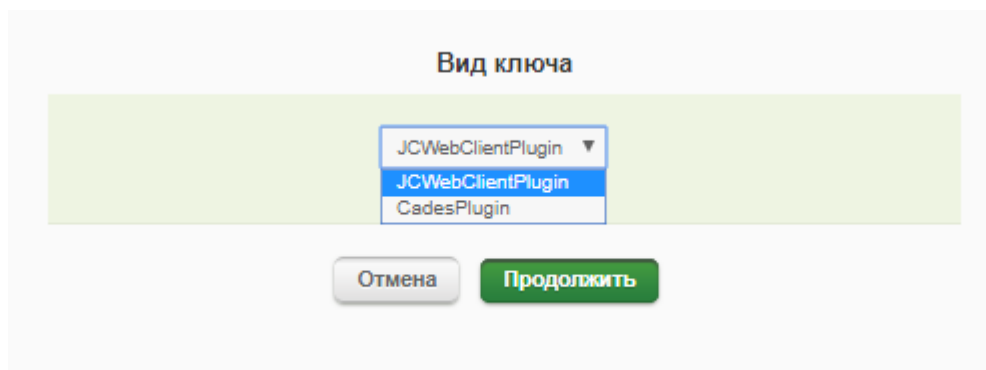 Вид ключа
JCWebClientPlugin ▼
JCWebClientPlugin
CadesPlugin
Отмена Продолжить